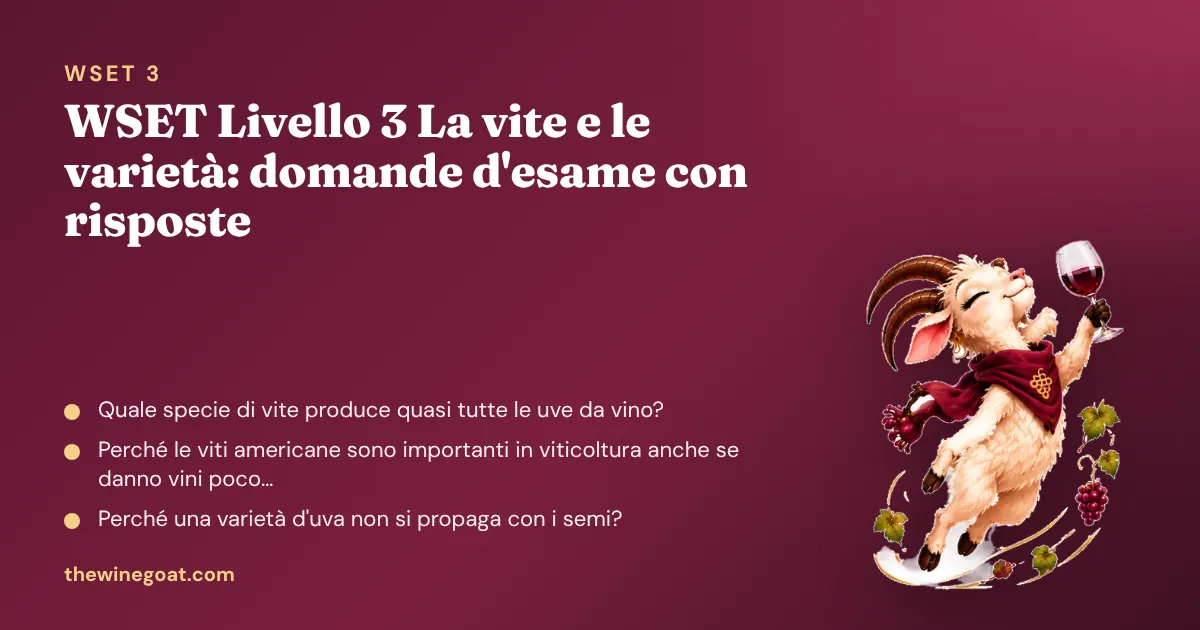 WSET 3
WSET Livello 3 La vite e le
varietà: domande d'esame con
risposte
Quale specie di vite produce quasi tutte le uve da vino?
Perché le viti americane sono importanti in viticoltura anche se
danno vini poco…
Perché una varietà d'uva non si propaga con i semi?
thewinegoat.com